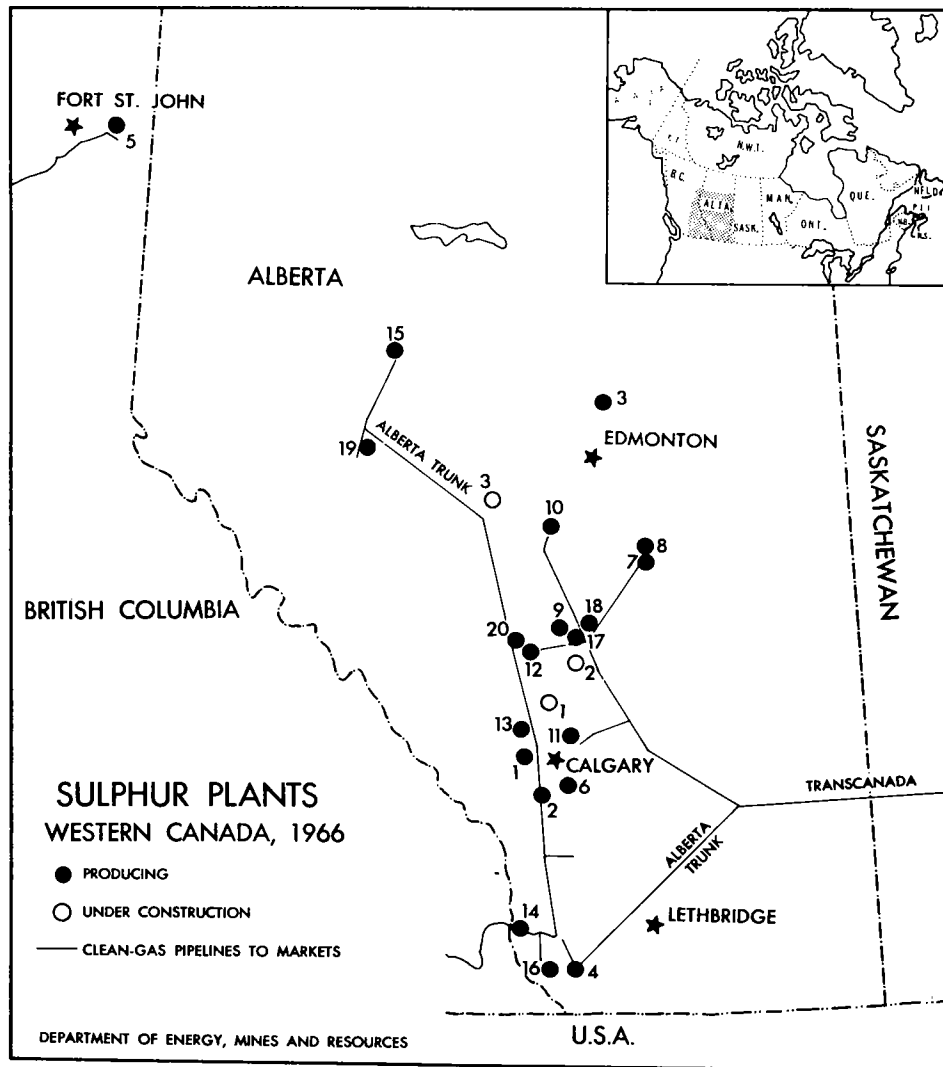 FORT ST. JOHN
5
ALBERTA
15
3
EDMONTON
19
ALBERTA TRUNK
3
10
8
7
SASKATCHEWAN
BRITISH COLUMBIA
9
18
20
17
12
2
1
13
11
1
CALGARY
6
2
TRANSCANADA
ALBERTA
TRUNK
SULPHUR PLANTS
WESTERN CANADA, 1966
PRODUCING
UNDER CONSTRUCTION
CLEAN-GAS PIPELINES TO MARKETS
14
LETHBRIDGE
16
4
DEPARTMENT OF ENERGY, MINES AND RESOURCES
U.S.A.
Y.T.
N.W.T.
B.C.
ALTA.
SASK.
MAN.
ONT.
QUE.
NFLD.
P.E.I.
N.B.
N.S.